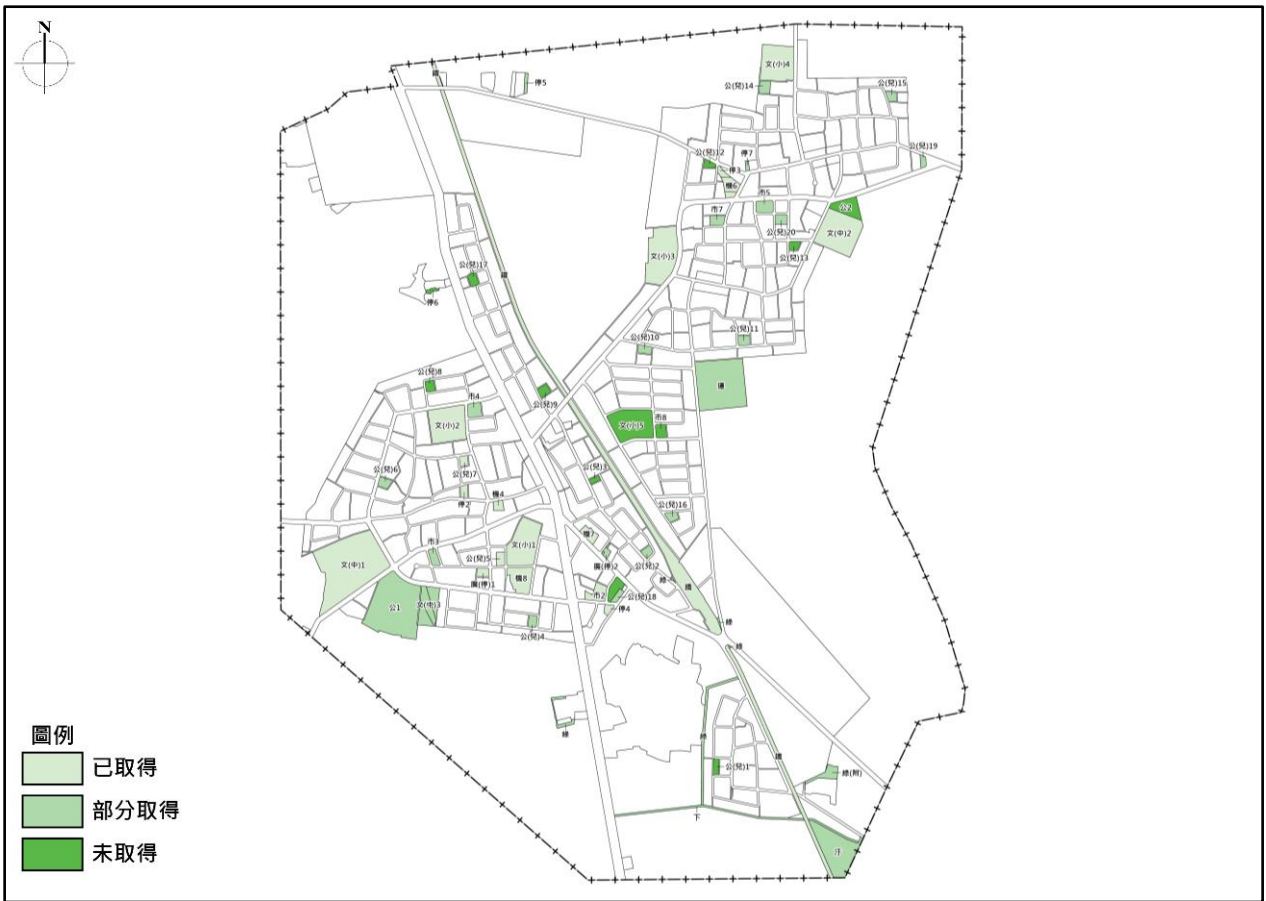 N
鐵
文(小)4
停5
公(兒)14
公(兒)15
公(兒)12
停7
公(兒)19
停3
機6
市5
公2
市7
公(兒)20
文(中)2
公(兒)13
文(小)3
公(兒)17
鐵
停6
公(兒)11
公(兒)10
公(兒)8
市4
公(兒)9
文(小)2
文(小)5
市8
公(兒)6
公(兒)7
公(兒)3
停2
機4
公(兒)16
機7
文(小)1
市3
公(兒)5
公(兒)2
廣(停)2
文(中)1
廣(停)1
機8
綠
鐵
公1
文(中)3
市2
公(兒)18
停4
綠
公(兒)4
綠
綠
綠
鐵
公(兒)1
綠(附)
下
圖例
已取得
部分取得
未取得